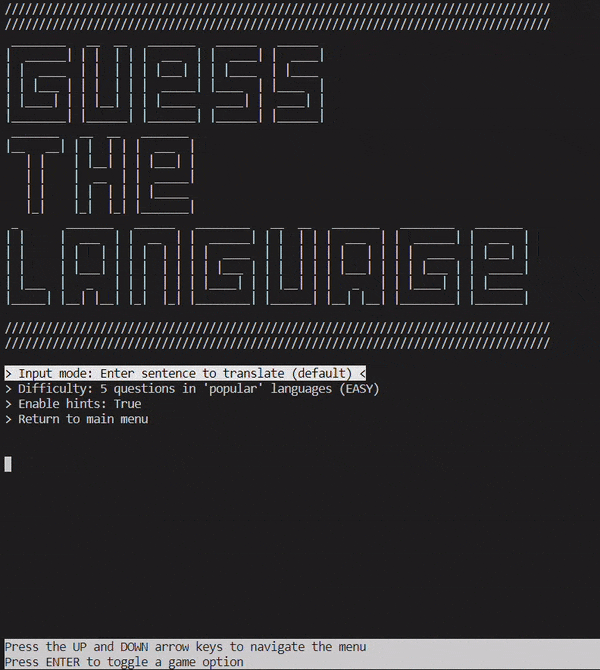 ////////////////////////////////////////////////////////////////////////////////
////////////////////////////////////////////////////////////////////////////////
GUESS
THE
LANGUAGE
////////////////////////////////////////////////////////////////////////////////
////////////////////////////////////////////////////////////////////////////////
> Input mode: Enter sentence to translate (default) <
> Difficulty: 5 questions in 'popular' languages (EASY)
> Enable hints: True
> Return to main menu
Press the UP and DOWN arrow keys to navigate the menu
Press ENTER to toggle a game option